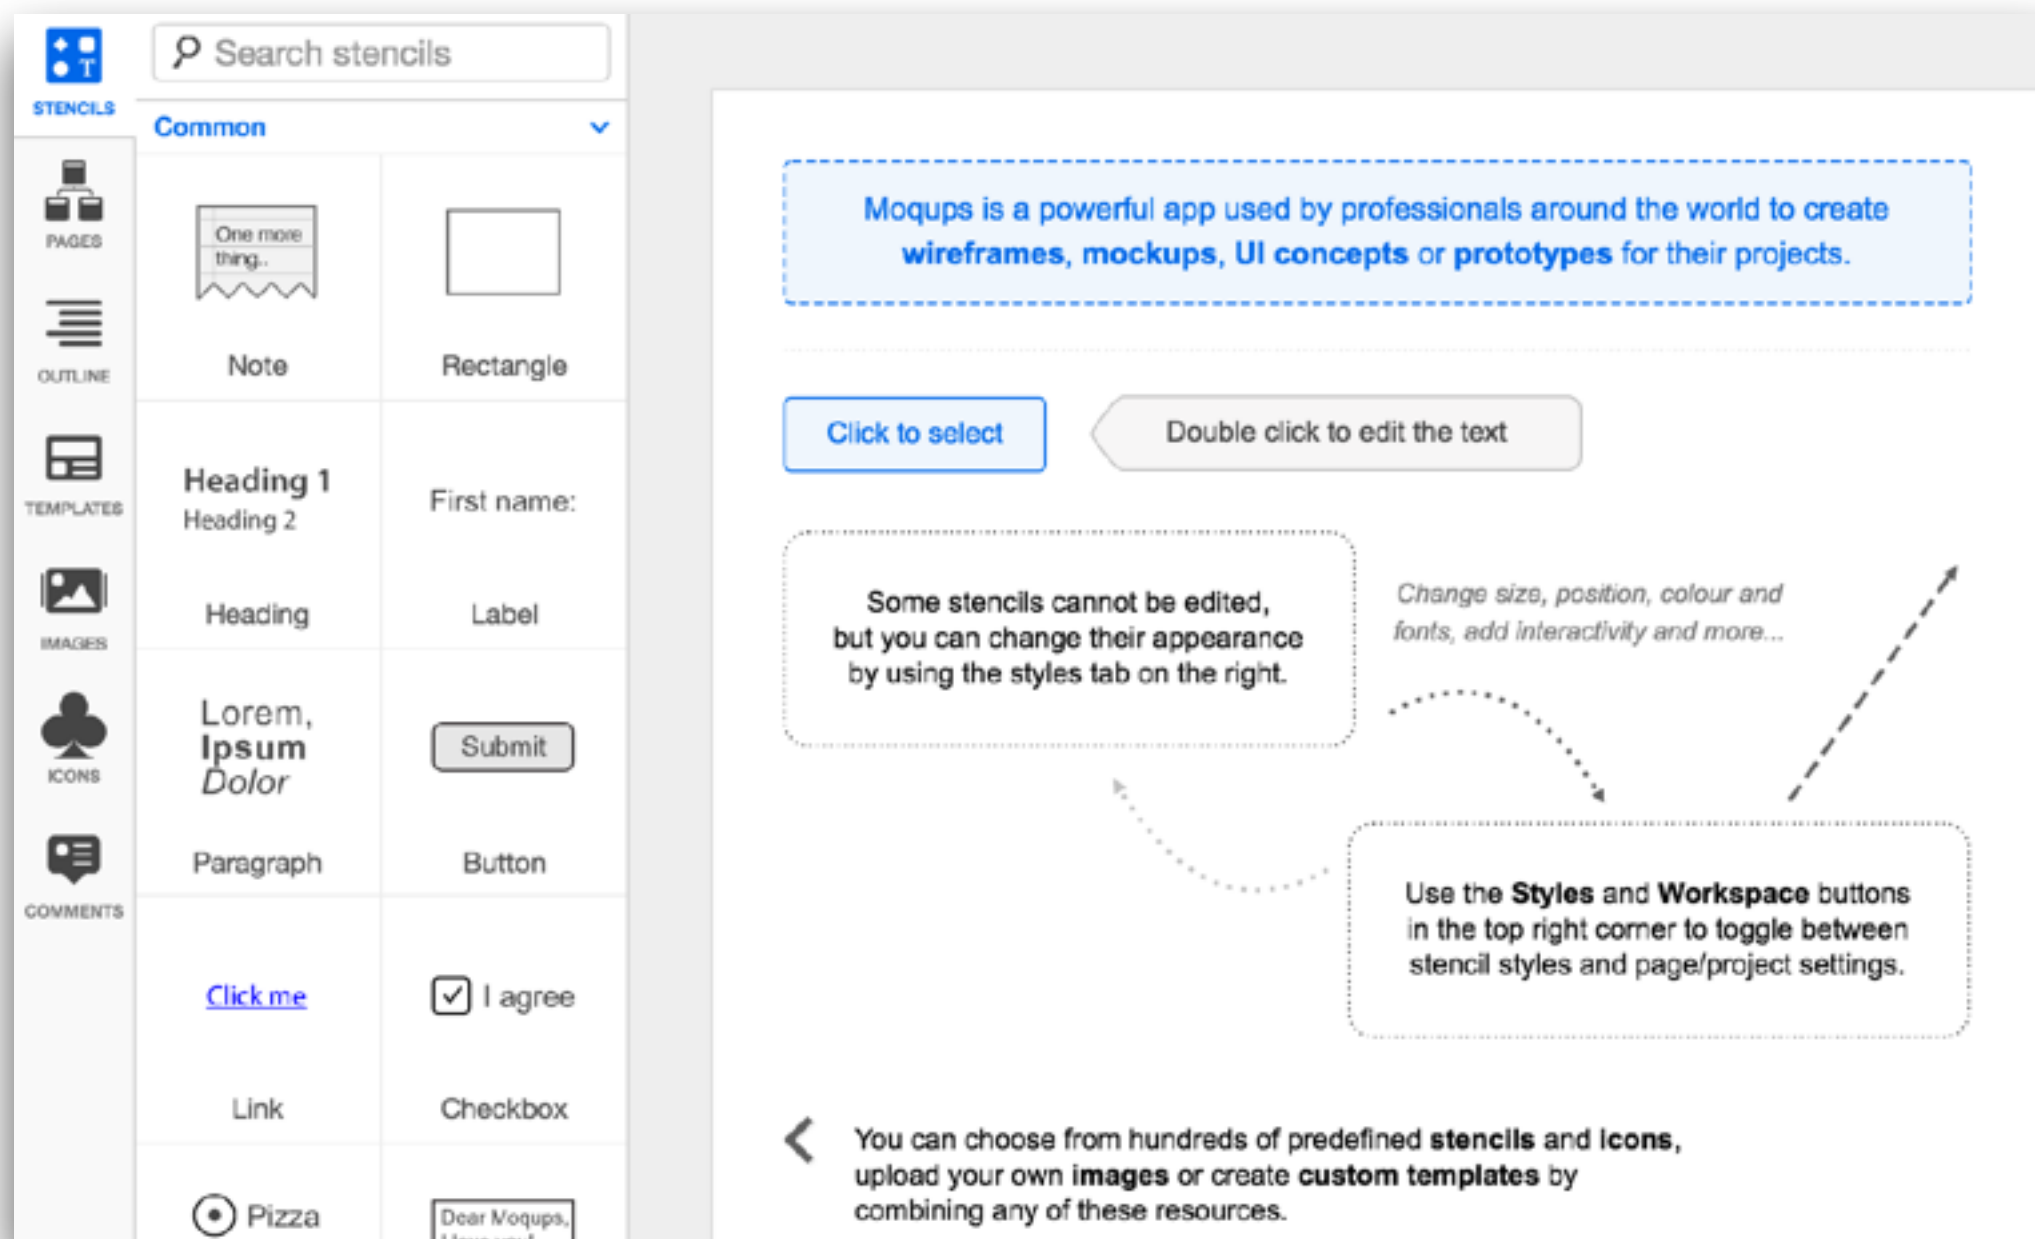 STENCILS
PAGES
OUTLINE
TEMPLATES
IMAGES
ICONS
COMMENTS
Search stencils
Common
One more
thing..
Note
Rectangle
Heading 1
Heading 2
Heading
First name:
Label
Lorem,
Ipsum
Dolor
Paragraph
Submit
Button
Click me
Link
I agree
Checkbox
Pizza
Dear Moqups,
Moqups is a powerful app used by professionals around the world to create
wireframes, mockups, UI concepts or prototypes for their projects.
Click to select
Double click to edit the text
Some stencils cannot be edited,
but you can change their appearance
by using the styles tab on the right.
Change size, position, colour and
fonts, add interactivity and more...
Use the Styles and Workspace buttons
in the top right corner to toggle between
stencil styles and page/project settings.
You can choose from hundreds of predefined stencils and icons,
upload your own images or create custom templates by
combining any of these resources.